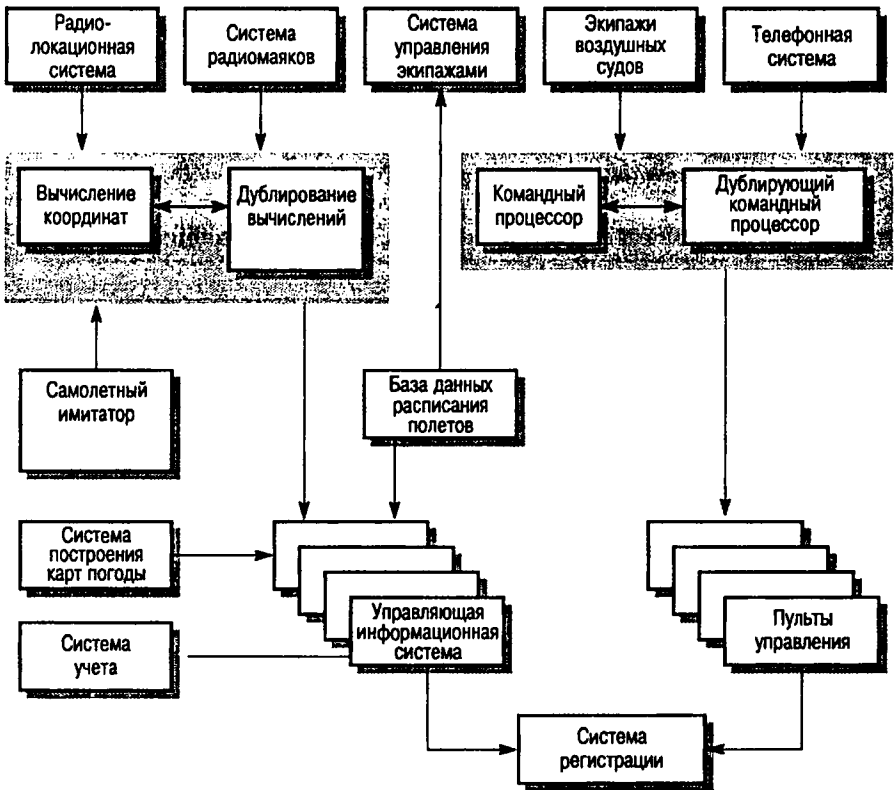 Радио-
локационная
система
Система
радиомаяков
Система
управления
экипажами
Экипажи
воздушных
судов
Телефонная
система
Вычисление
координат
Дублирование
вычислений
Командный
процессор
Дублирующий
командный
процессор
Самолетный
имитатор
База данных
расписания
полетов
Система
построения
карт погоды
Управляющая
информационная
система
Пульты
управления
Система
учета
Система
регистрации